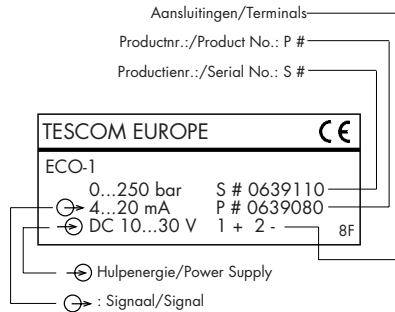 Aansluitingen/Terminals
Productnr.:/Product No.: P #
Productienr.:/Serial No.: S #
TESCOM EUROPE CE
ECO-1
0...250 bar S # 0639110
4...20 mA P # 0639080
DC 10...30 V 1 + 2 - 8F
Hulpenergie/Power Supply
: Signaal/Signal